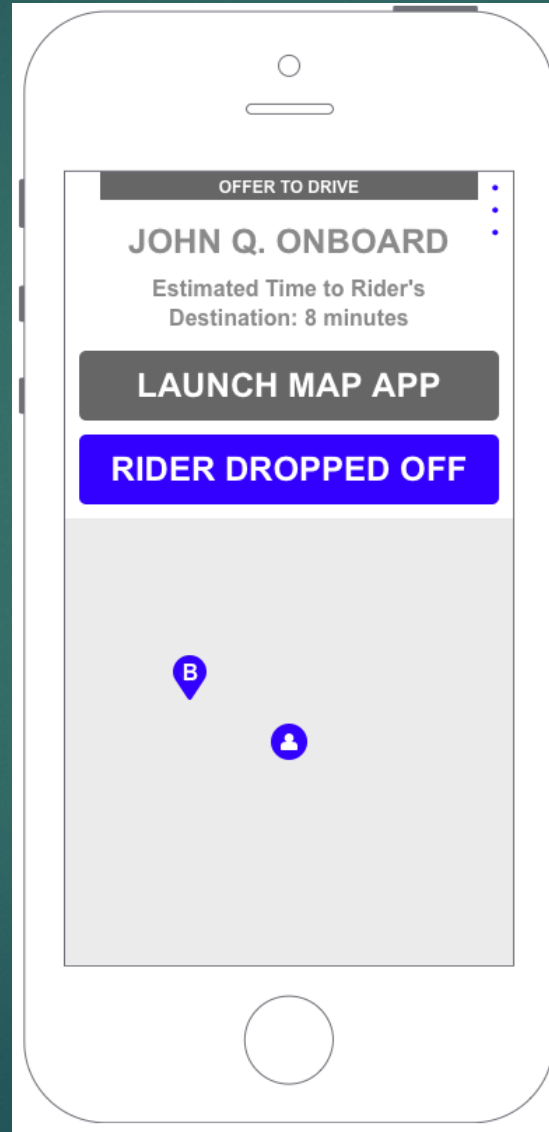 OFFER TO DRIVE
JOHN Q. ONBOARD
Estimated Time to Rider's
Destination: 8 minutes
LAUNCH MAP APP
RIDER DROPPED OFF
B